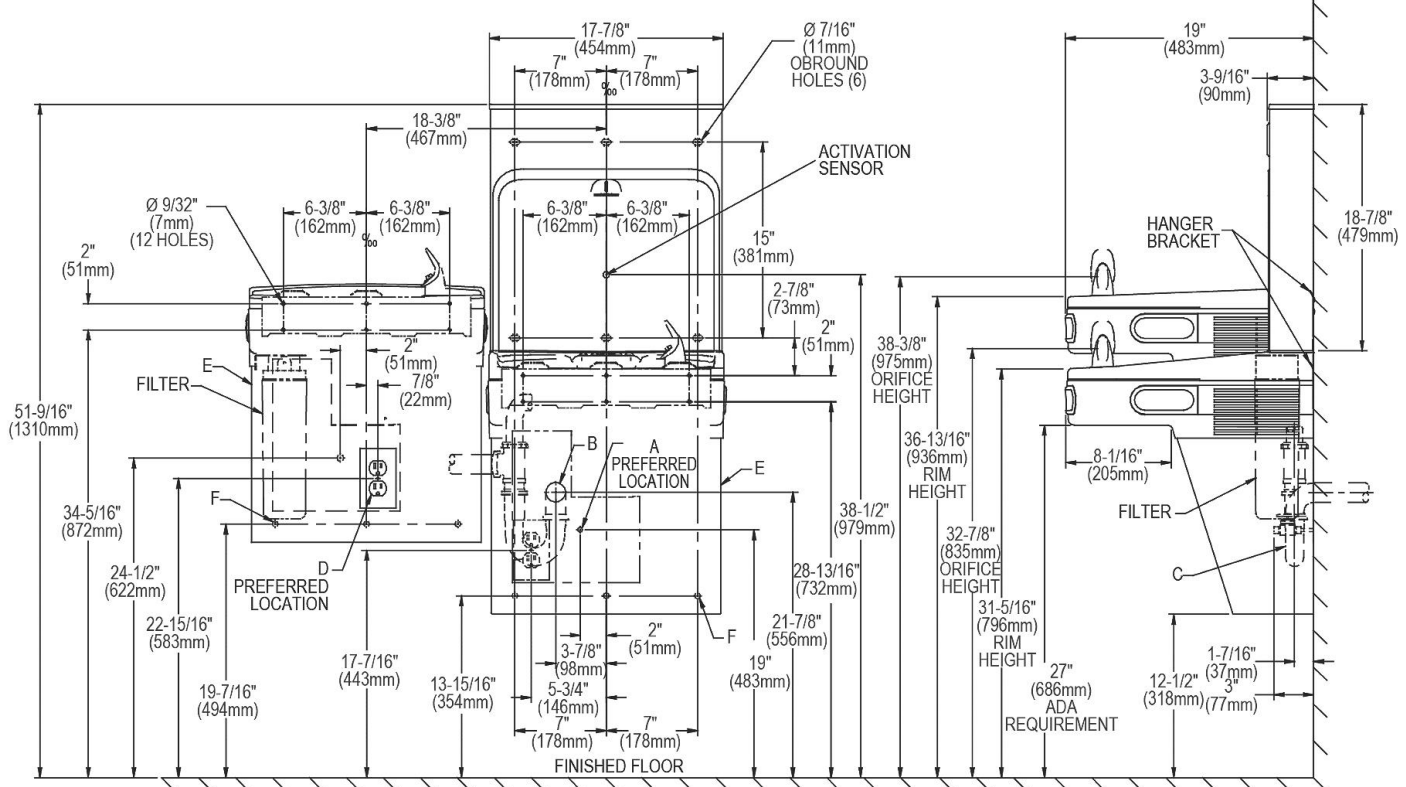 17-7/8"
(454mm)
7"
(178mm)
7"
(178mm)
Ø 7/16"
(11mm)
OBROUND
HOLES (6)
19"
(483mm)
3-9/16"
(90mm)
18-3/8"
(467mm)
ACTIVATION
SENSOR
Ø 9/32"
(7mm)
(12 HOLES)
6-3/8"
(162mm)
6-3/8"
(162mm)
6-3/8"
(162mm)
6-3/8"
(162mm)
15"
(381mm)
HANGER
BRACKET
18-7/8"
(479mm)
2"
(51mm)
2-7/8"
(73mm)
2"
(51mm)
2"
(51mm)
7/8"
(22mm)
E
FILTER
51-9/16"
(1310mm)
38-3/8"
(975mm)
ORIFICE
HEIGHT
36-13/16"
(936mm)
RIM
HEIGHT
8-1/16"
(205mm)
B
A
PREFERRED
LOCATION
E
F
34-5/16"
(872mm)
38-1/2"
(979mm)
FILTER
24-1/2"
(622mm)
D
PREFERRED
LOCATION
32-7/8"
(835mm)
ORIFICE
HEIGHT
C
28-13/16"
(732mm)
22-15/16"
(583mm)
21-7/8"
(556mm)
31-5/16"
(796mm)
RIM
HEIGHT
F
2"
(51mm)
3-7/8"
(98mm)
5-3/4"
(146mm)
17-7/16"
(443mm)
13-15/16"
(354mm)
19"
(483mm)
19-7/16"
(494mm)
27"
(686mm)
ADA
REQUIREMENT
12-1/2"
(318mm)
1-7/16"
(37mm)
3"
(77mm)
7"
(178mm)
7"
(178mm)
FINISHED FLOOR